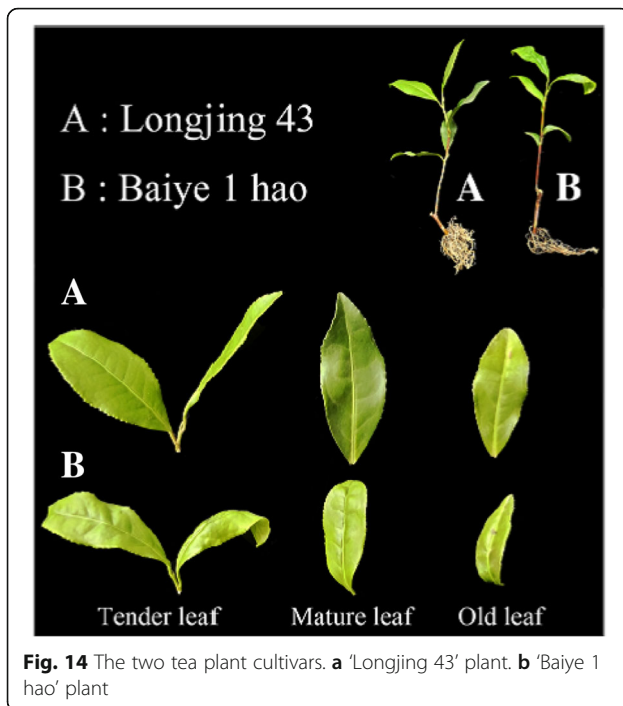 A : Longjing 43
B : Baiye 1 hao
A
B
A
B
Tender leaf
Mature leaf
Old leaf
Fig. 14 The two tea plant cultivars. a ‘Longjing 43’ plant. b ‘Baiye 1
hao’ plant